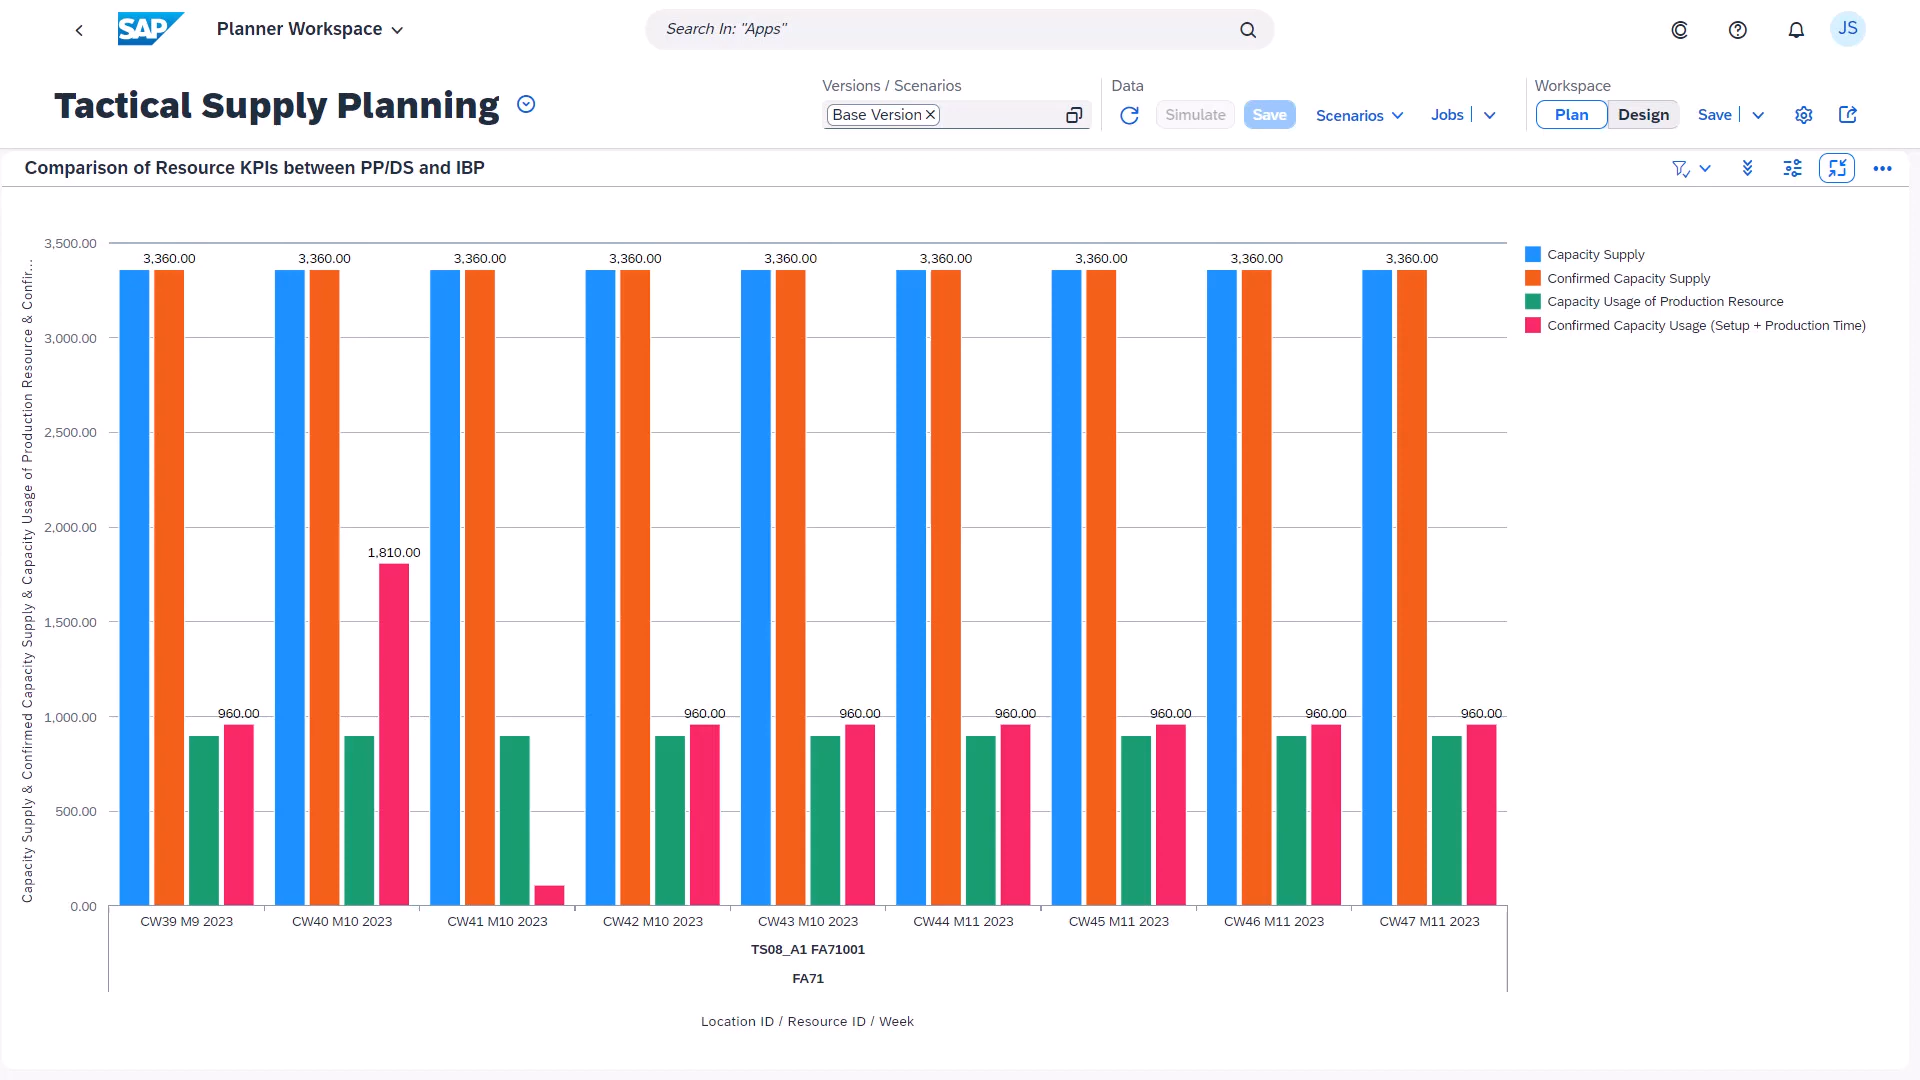 SAP
Planner Workspace
Search In: "Apps"
JS
Tactical Supply Planning
Versions / Scenarios
Base Version
Data
Simulate
Save
Scenarios
Jobs
Workspace
Plan
Design
Save
Comparison of Resource KPIs between PP/DS and IBP
Capacity Supply & Confirmed Capacity Supply & Capacity Usage of Production Resource & Confir...
3,500.00
3,000.00
2,500.00
2,000.00
1,500.00
1,000.00
500.00
0.00
3,360.00 3,360.00 3,360.00 3,360.00 3,360.00 3,360.00 3,360.00 3,360.00 3,360.00
1,810.00
960.00 960.00 960.00 960.00 960.00 960.00 960.00
CW39 M9 2023 CW40 M10 2023 CW41 M10 2023 CW42 M10 2023 CW43 M10 2023 CW44 M11 2023 CW45 M11 2023 CW46 M11 2023 CW47 M11 2023
TS08_A1 FA71001
FA71
Location ID / Resource ID / Week
Capacity Supply
Confirmed Capacity Supply
Capacity Usage of Production Resource
Confirmed Capacity Usage (Setup + Production Time)